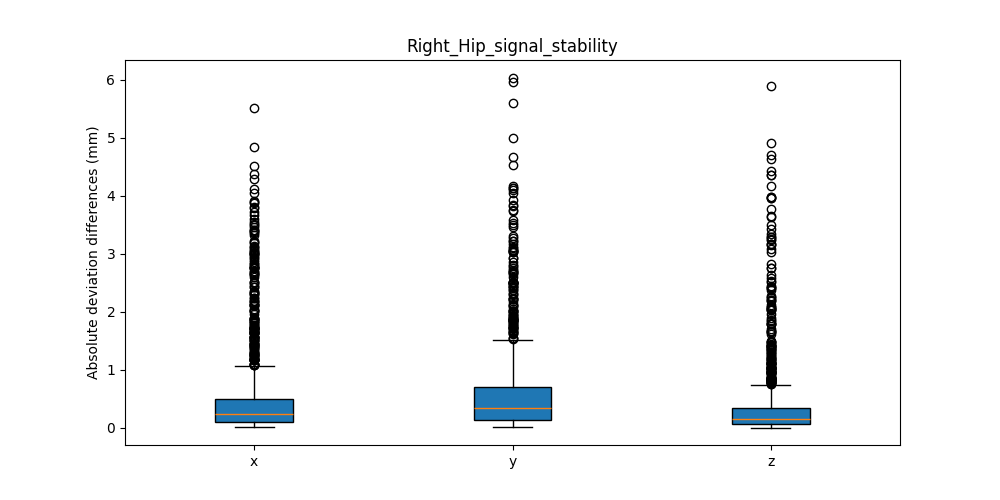 Right_Hip_signal_stability
Absolute deviation differences (mm)
6
5
4
3
2
1
0
x y z